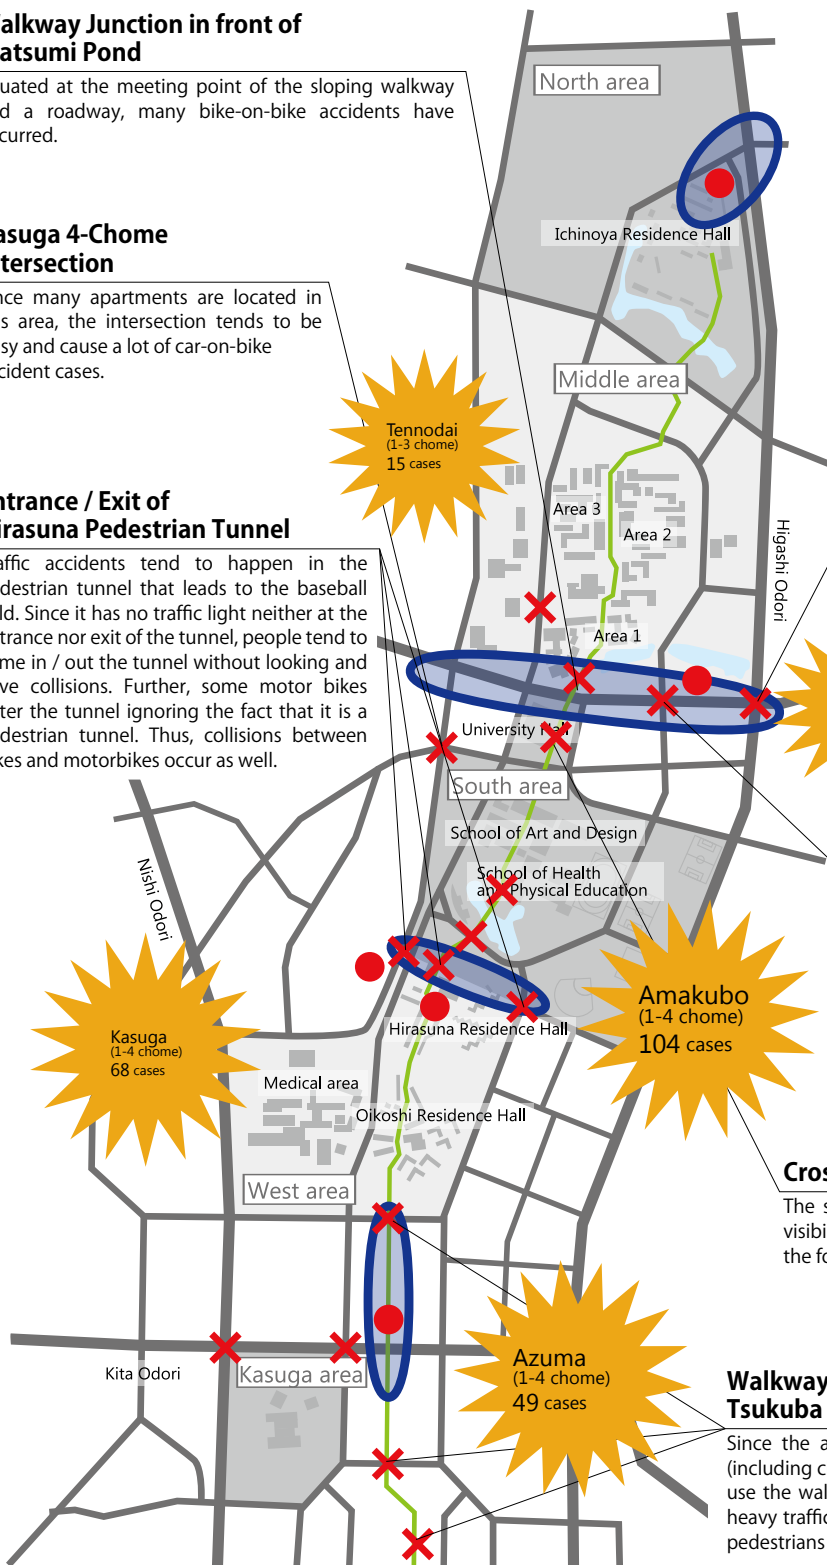 alkway Junction in front of
atsumi Pond
uated at the meeting point of the sloping walkway
d a roadway, many bike-on-bike accidents have
curred.
North area
Ichinoya Residence Hall
asuga 4-Chome
tersection
nce many apartments are located in
s area, the intersection tends to be
sy and cause a lot of car-on-bike
cident cases.
Middle area
Tennodai
(1-3 chome)
15 cases
ntrance / Exit of
irasuna Pedestrian Tunnel
affic accidents tend to happen in the
destrian tunnel that leads to the baseball
ld. Since it has no traffic light neither at the
trance nor exit of the tunnel, people tend to
me in / out the tunnel without looking and
ve collisions. Further, some motor bikes
ter the tunnel ignoring the fact that it is a
destrian tunnel. Thus, collisions between
kes and motorbikes occur as well.
Area 3
Area 2
Higashi Odori
Area 1
University Hall
South area
School of Art and Design
School of Health
and Physical Education
Nishi Odori
Amakubo
(1-4 chome)
104 cases
Kasuga
(1-4 chome)
68 cases
Hirasuna Residence Hall
Medical area
Oikoshi Residence Hall
West area
Cros
The s
visibi
the fo
Azuma
(1-4 chome)
49 cases
Kita Odori
Kasuga area
Walkway
Tsukuba
Since the a
(including c
use the wal
heavy traffic
pedestrians